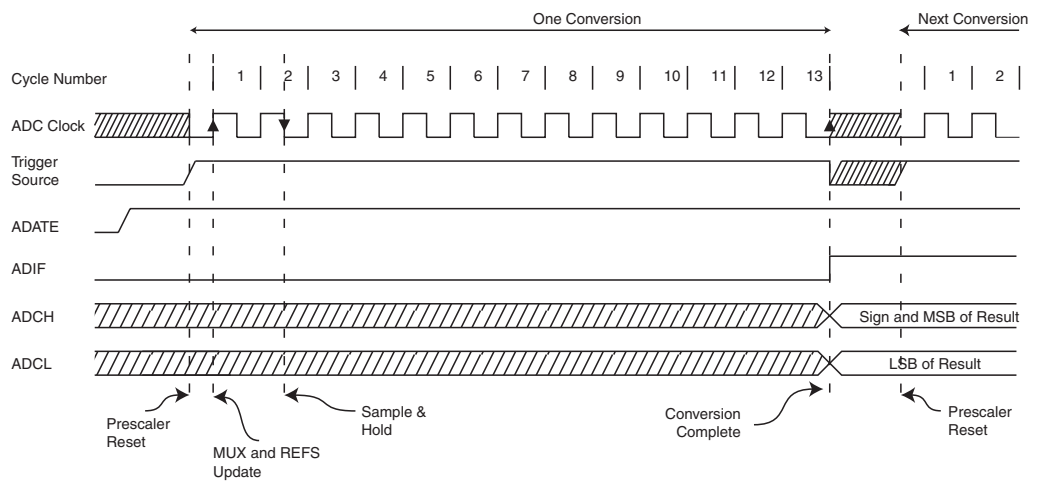 One Conversion
Next Conversion
Cycle Number
1 2 3 4 5 6 7 8 9 10 11 12 13 1 2
ADC Clock
Trigger
Source
ADATE
ADIF
ADCH
Sign and MSB of Result
ADCL
LSB of Result
Prescaler
Reset
MUX and REFS
Update
Sample &
Hold
Conversion
Complete
Prescaler
Reset